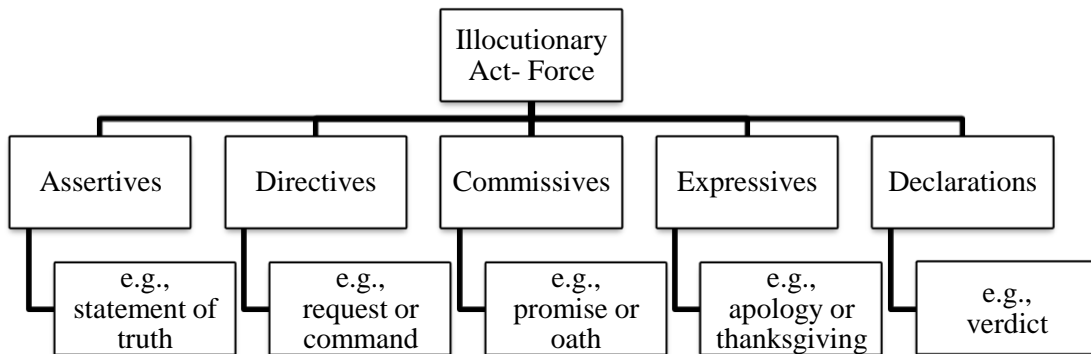 Illocutionary
Act- Force
Assertives
Directives
Commissives
Expressives
Declarations
e.g.,
statement of
truth
e.g.,
request or
command
e.g.,
promise or
oath
e.g.,
apology or
thanksgiving
e.g.,
verdict